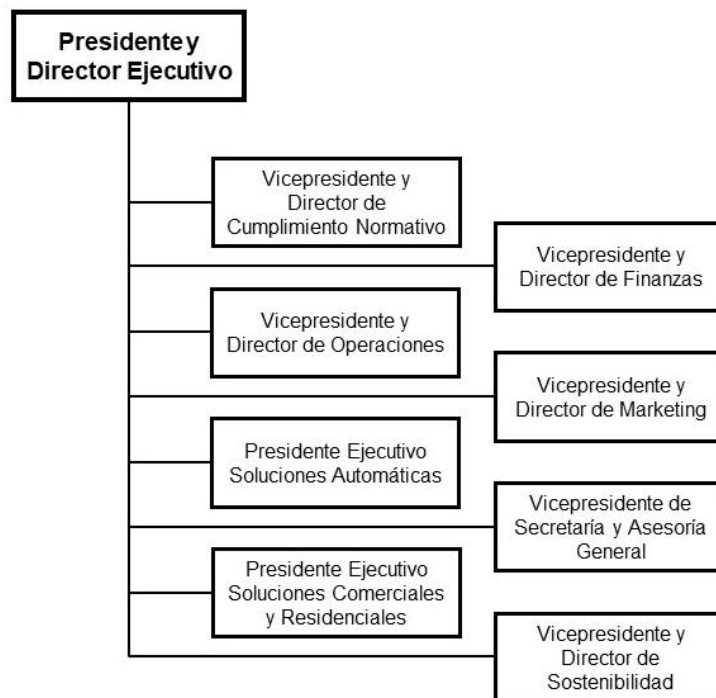 Presidente y
Director Ejecutivo
Vicepresidente y
Director de
Cumplimiento Normativo
Vicepresidente y
Director de Finanzas
Vicepresidente y
Director de Operaciones
Vicepresidente y
Director de Marketing
Presidente Ejecutivo
Soluciones Automáticas
Vicepresidente de
Secretaría y Asesoría
General
Presidente Ejecutivo
Soluciones Comerciales
y Residenciales
Vicepresidente y
Director de
Sostenibilidad